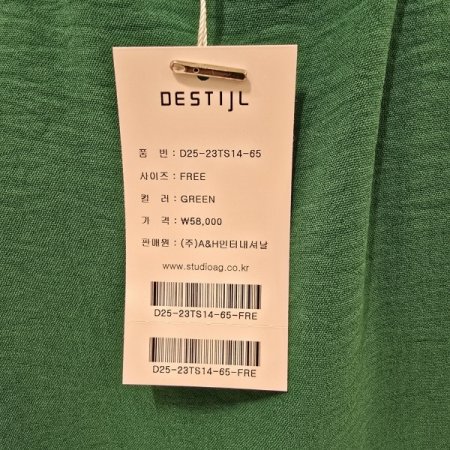 DESTIJL
품 번 : D25-23TS14-65
사이즈 : FREE
컬 러 : GREEN
가 격 : ₩58,000
판매원 : (주)A&H인터내셔날
www.studioag.co.kr
D25-23TS14-65-FRE
D25-23TS14-65-FRE